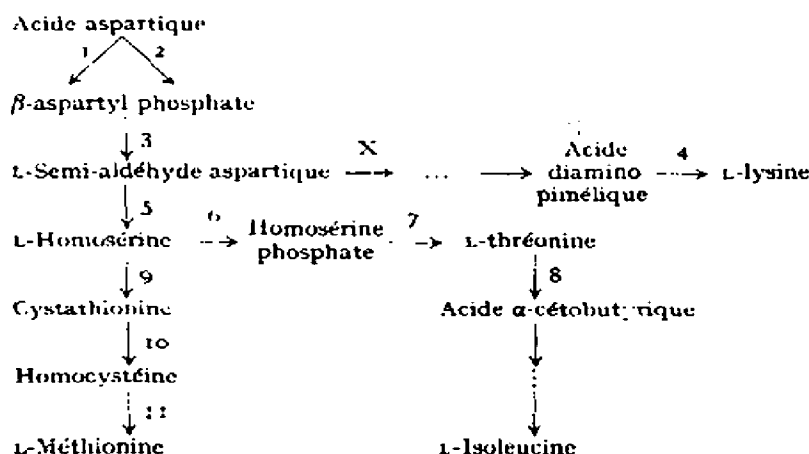 Acide aspartique
1 2
β-aspartyl phosphate
3
L-Semi-aldéhyde aspartique X ... Acide diamino pimélique 4 L-lysine
5
L-Homosérine 6 Homosérine phosphate 7 L-thréonine
9 8
Cystathionine Acide α-cétobutyrique
10
Homocystéine
11
L-Méthionine L-Isoleucine